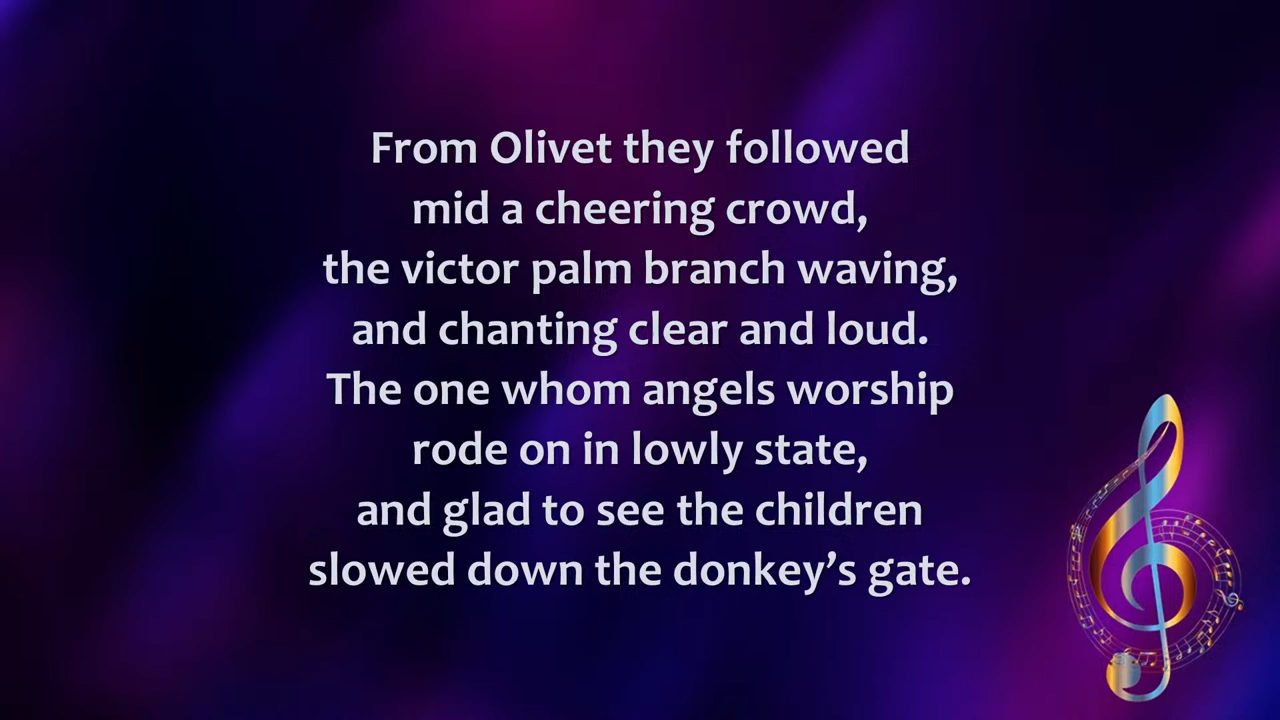 From Olivet they followed
mid a cheering crowd,
the victor palm branch waving,
and chanting clear and loud.
The one whom angels worship
rode on in lowly state,
and glad to see the children
slowed down the donkey’s gate.